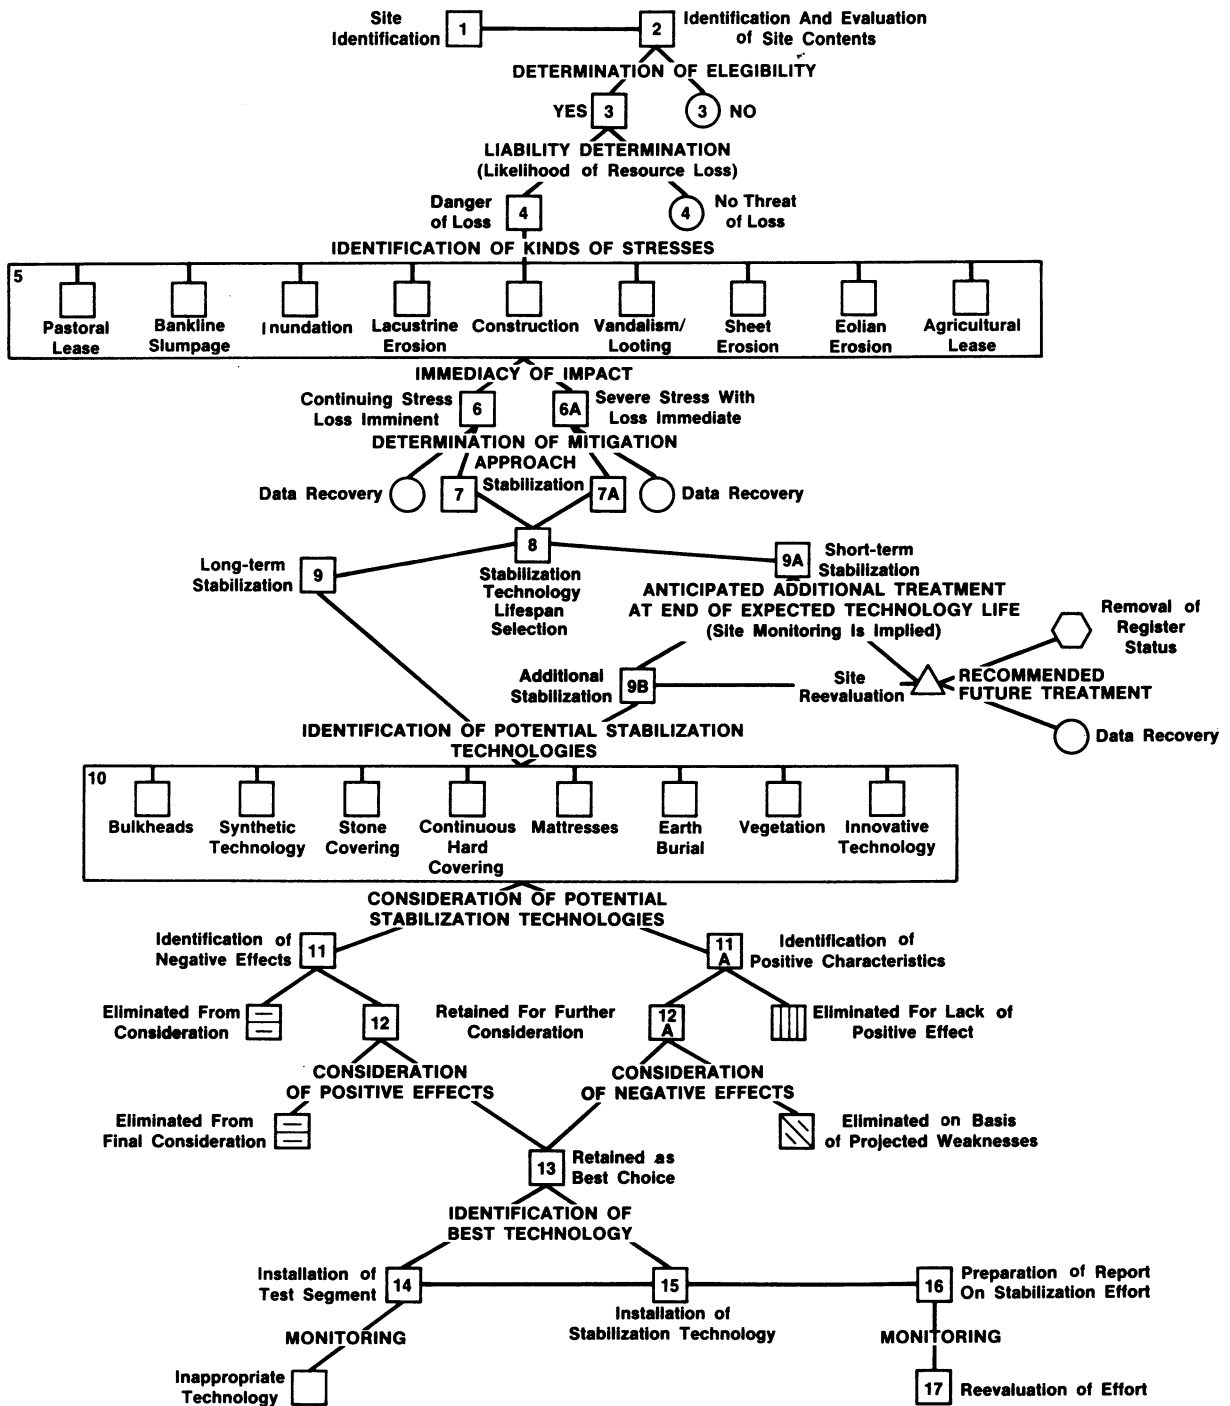 Site
Identification
1
2
Identification And Evaluation
of Site Contents
DETERMINATION OF ELEGIBILITY
YES
3
3
NO
LIABILITY DETERMINATION
(Likelihood of Resource Loss)
Danger
of Loss
4
4
No Threat
of Loss
IDENTIFICATION OF KINDS OF STRESSES
5
Pastoral
Lease
Bankline
Slumpage
Inundation
Lacustrine
Erosion
Construction
Vandalism/
Looting
Sheet
Erosion
Eolian
Erosion
Agricultural
Lease
IMMEDIACY OF IMPACT
Continuing Stress
Loss Imminent
6
6A
Severe Stress With
Loss Immediate
DETERMINATION OF MITIGATION
APPROACH
Data Recovery
7
Stabilization
7A
Data Recovery
8
Stabilization
Technology
Lifespan
Selection
Long-term
Stabilization
9
9A
Short-term
Stabilization
ANTICIPATED ADDITIONAL TREATMENT
AT END OF EXPECTED TECHNOLOGY LIFE
(Site Monitoring Is Implied)
Removal of
Register
Status
Additional
Stabilization
9B
Site
Reevaluation
RECOMMENDED
FUTURE TREATMENT
Data Recovery
IDENTIFICATION OF POTENTIAL STABILIZATION
TECHNOLOGIES
10
Bulkheads
Synthetic
Technology
Stone
Covering
Continuous
Hard
Covering
Mattresses
Earth
Burial
Vegetation
Innovative
Technology
CONSIDERATION OF POTENTIAL
STABILIZATION TECHNOLOGIES
Identification of
Negative Effects
11
11
A
Identification of
Positive Characteristics
Eliminated From
Consideration
12
Retained For Further
Consideration
12
A
Eliminated For Lack of
Positive Effect
CONSIDERATION
OF POSITIVE EFFECTS
CONSIDERATION
OF NEGATIVE EFFECTS
Eliminated From
Final Consideration
Eliminated on Basis
of Projected Weaknesses
13
Retained as
Best Choice
IDENTIFICATION OF
BEST TECHNOLOGY
Installation of
Test Segment
14
15
Installation of
Stabilization Technology
16
Preparation of Report
On Stabilization Effort
MONITORING
MONITORING
Inappropriate
Technology
17
Reevaluation of Effort